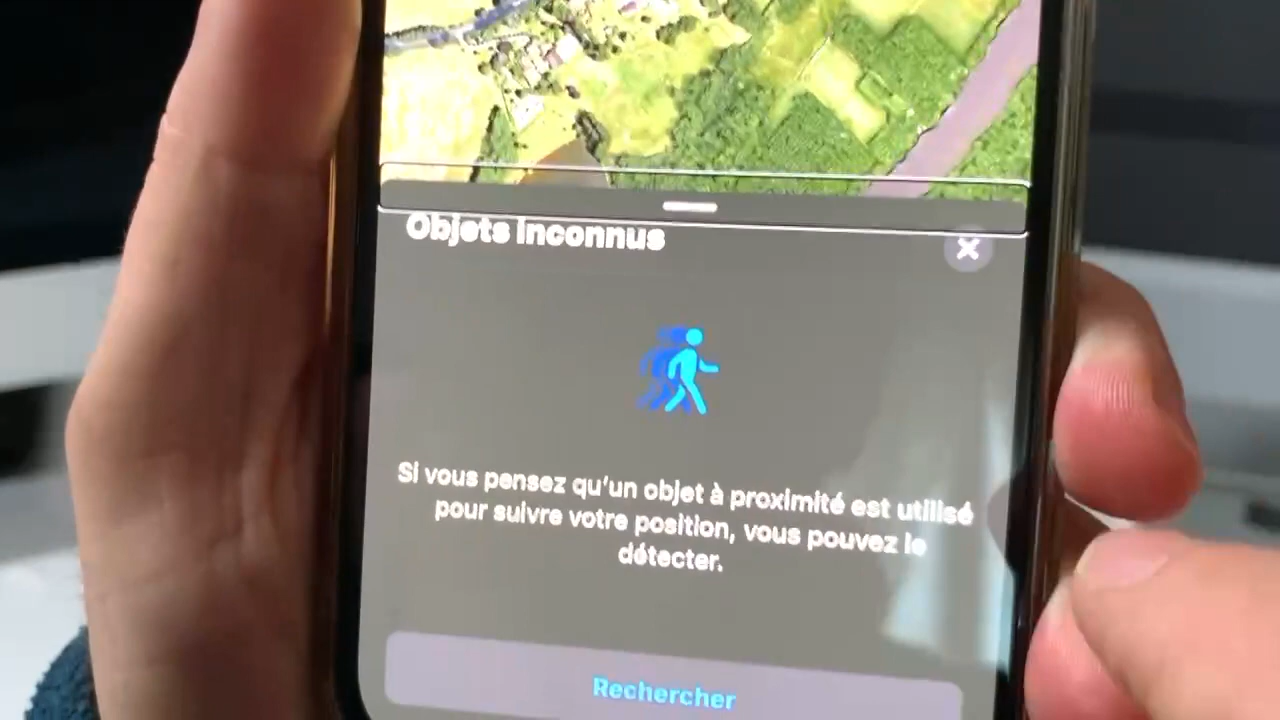 Objets inconnus
Si vous pensez qu'un objet à proximité est utilisé
pour suivre votre position, vous pouvez le
détecter.
Rechercher